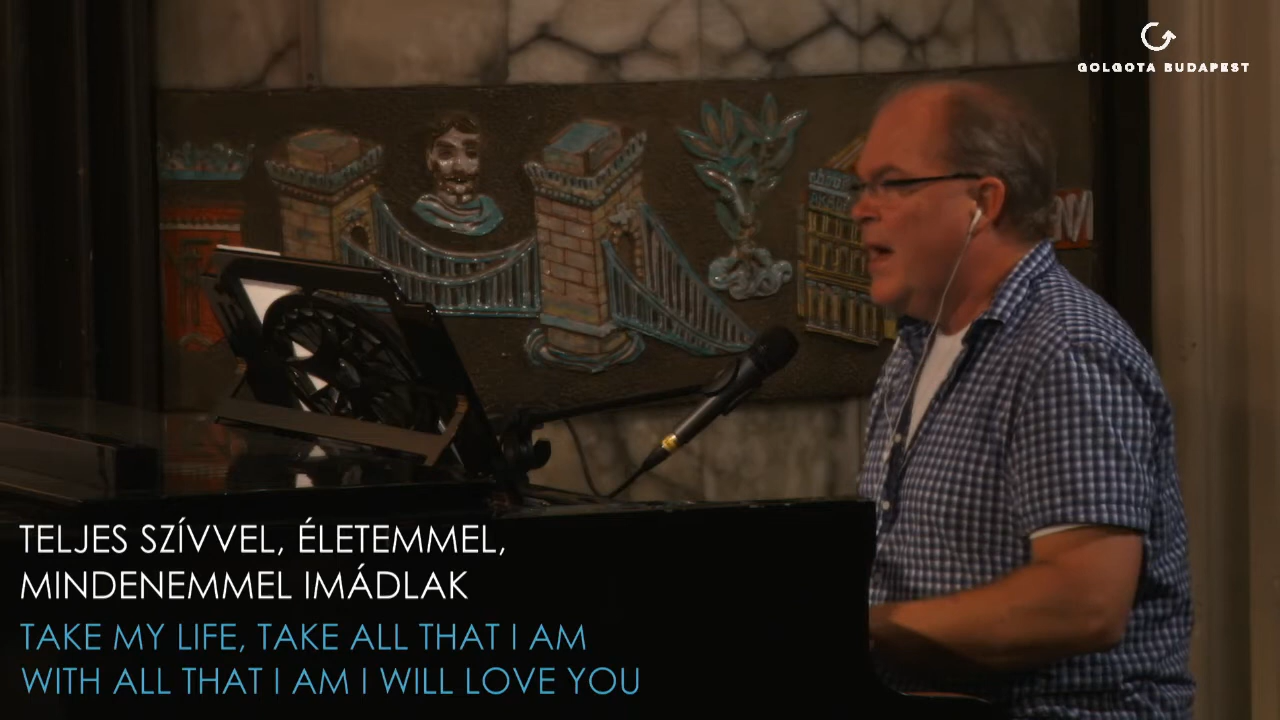 GOLGOTA BUDAPEST
TELJES SZÍVVEL, ÉLETEMMEL,
MINDENEMMEL IMÁDLAK
TAKE MY LIFE, TAKE ALL THAT I AM
WITH ALL THAT I AM I WILL LOVE YOU